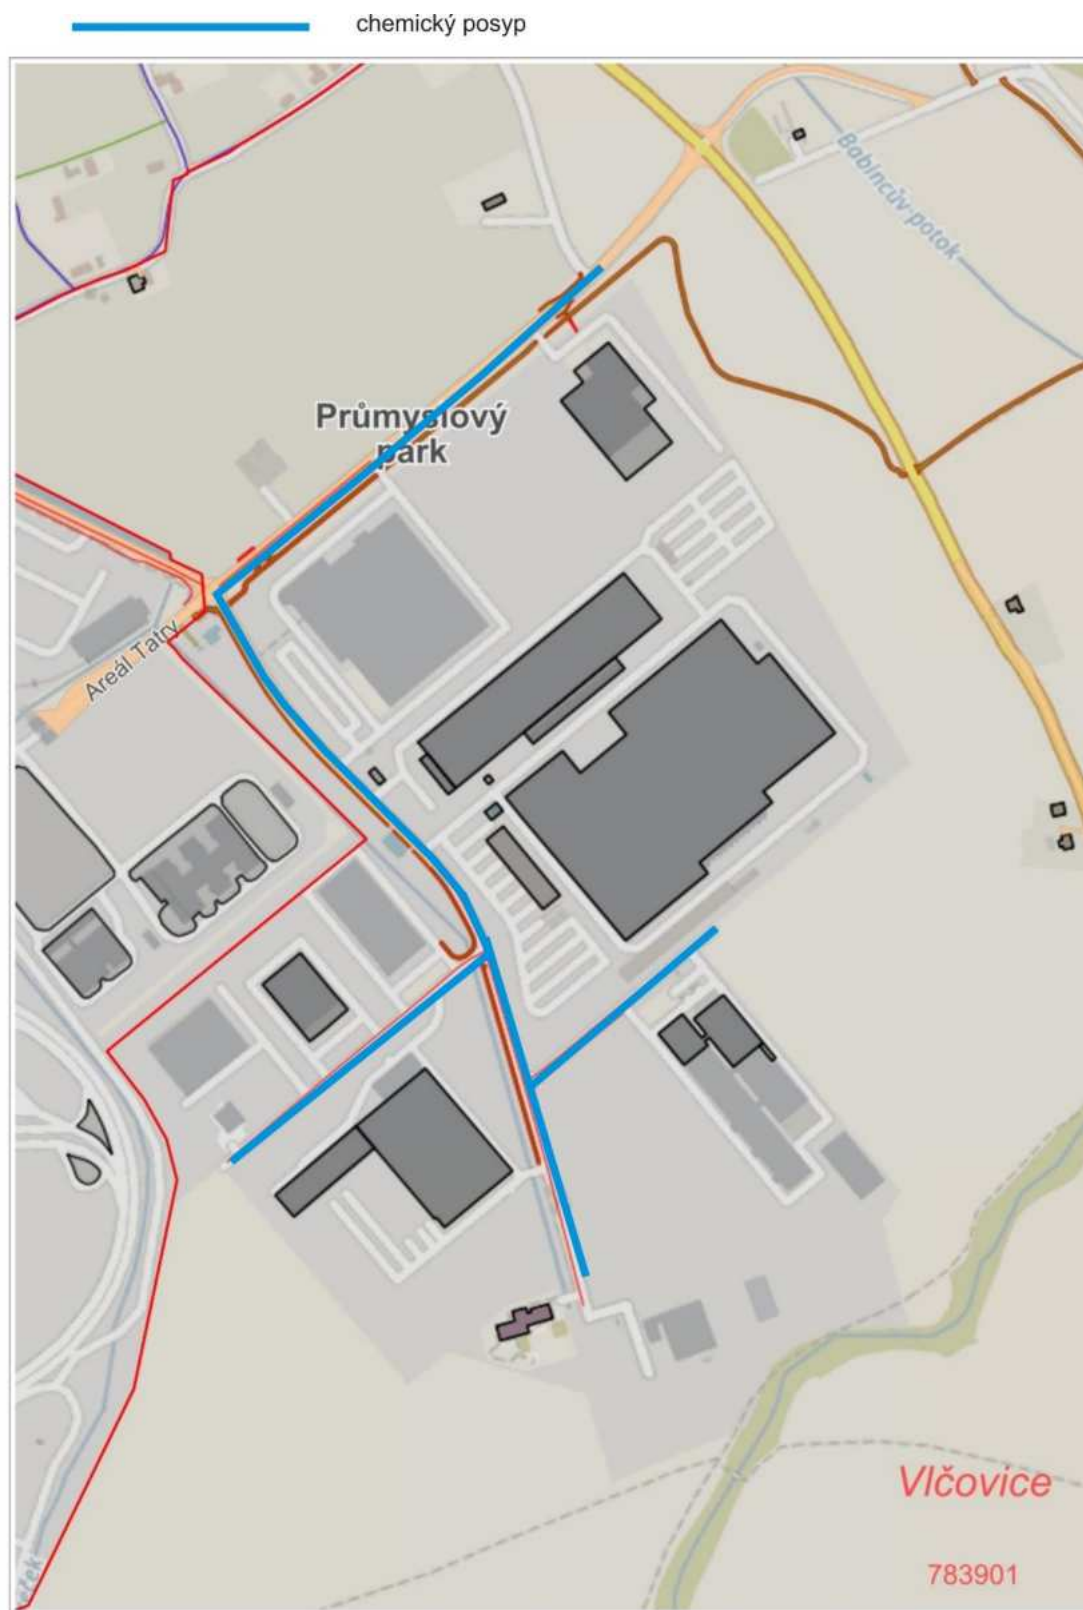 chemický posyp
Babincův potok
Průmyslový
park
Areál Tatry
Vlčovice
783901